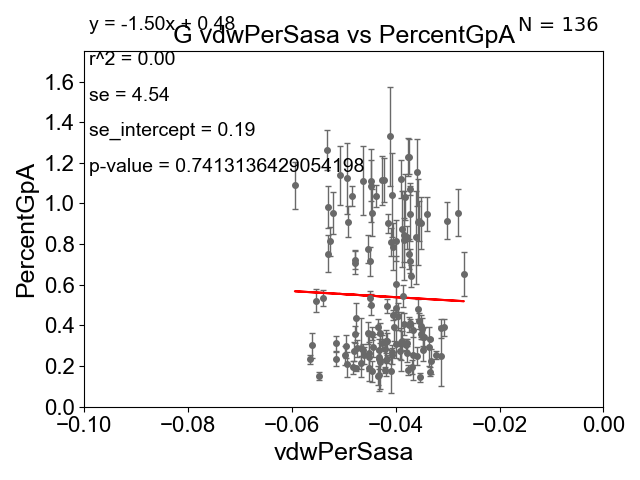 y = -1.50x + 0.48
G vdwPerSasa vs PercentGpA
N = 136
r^2 = 0.00
se = 4.54
se_intercept = 0.19
p-value = 0.7413136429054198
PercentGpA
1.6
1.4
1.2
1.0
0.8
0.6
0.4
0.2
0.0
−0.10
−0.08
−0.06
−0.04
−0.02
0.00
vdwPerSasa